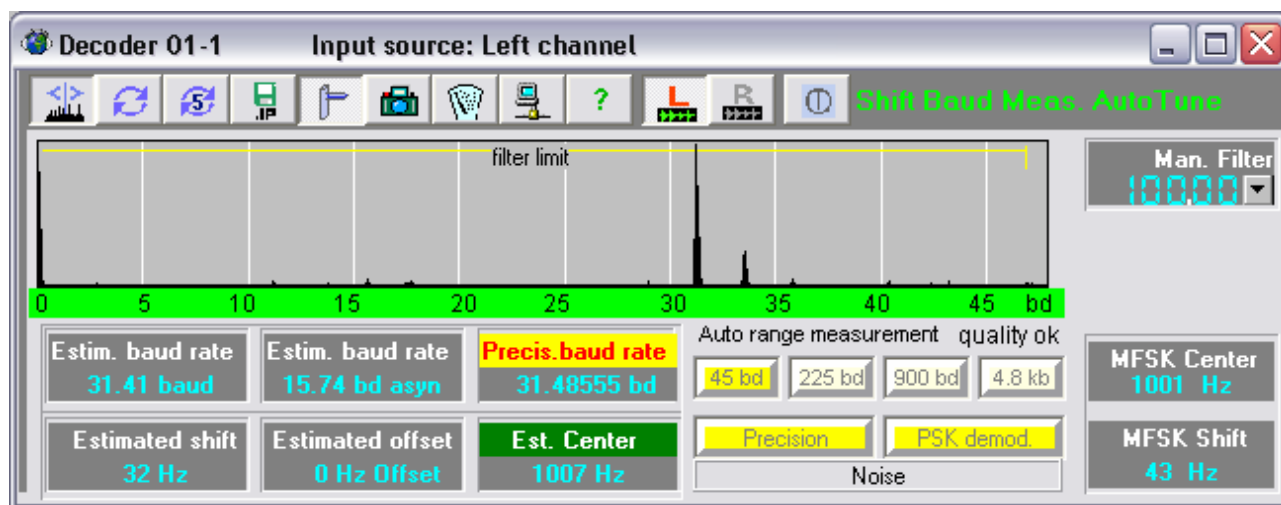 Decoder 01-1 Input source: Left channel
5 .IP ? L R Shift Baud Meas. AutoTune
filter limit
Man. Filter
100.00
0 5 10 15 20 25 30 35 40 45 bd
Auto range measurement quality ok
Estim. baud rate Estim. baud rate Precis.baud rate
31.41 baud 15.74 bd asyn 31.48555 bd
45 bd 225 bd 900 bd 4.8 kb
MFSK Center
1001 Hz
Estimated shift Estimated offset Est. Center
32 Hz 0 Hz Offset 1007 Hz
Precision PSK demod.
Noise
MFSK Shift
43 Hz